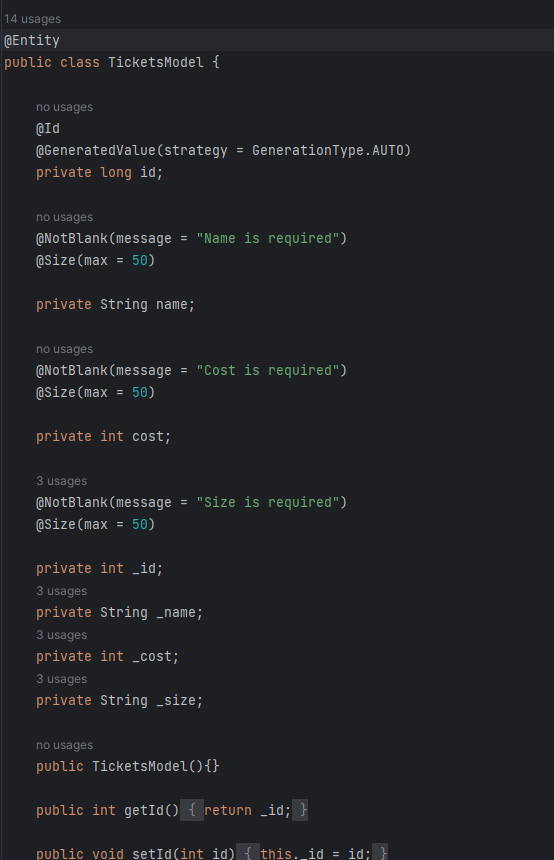 14 usages
@Entity
public class TicketsModel {
no usages
@Id
@GeneratedValue(strategy = GenerationType.AUTO)
private long id;
no usages
@NotBlank(message = "Name is required")
@Size(max = 50)
private String name;
no usages
@NotBlank(message = "Cost is required")
@Size(max = 50)
private int cost;
3 usages
@NotBlank(message = "Size is required")
@Size(max = 50)
private int _id;
3 usages
private String _name;
3 usages
private int _cost;
3 usages
private String _size;
no usages
public TicketsModel(){}
public int getId() { return _id; }
public void setId(int id) { this._id = id; }